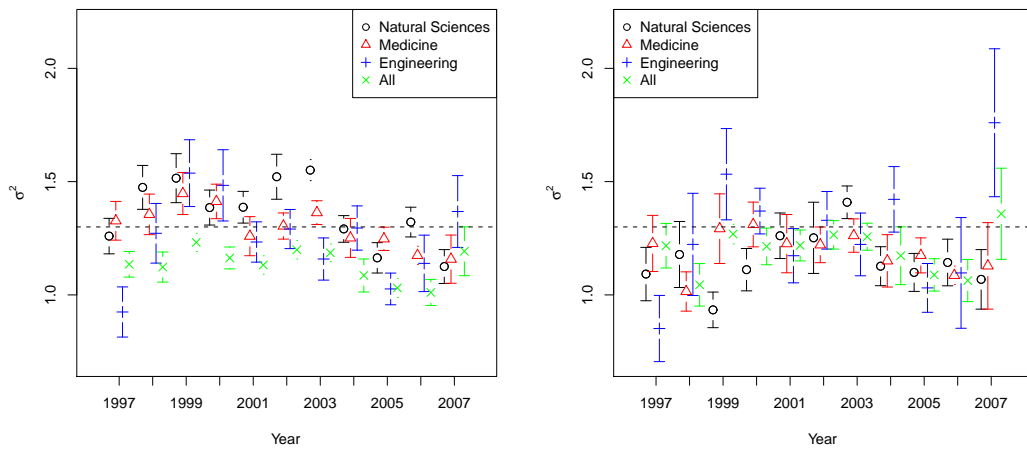 Natural Sciences
Medicine
Engineering
All
2.0
1.5
1.0
σ²
1997
1999
2001
2003
2005
2007
Year
Natural Sciences
Medicine
Engineering
All
2.0
1.5
1.0
σ²
1997
1999
2001
2003
2005
2007
Year